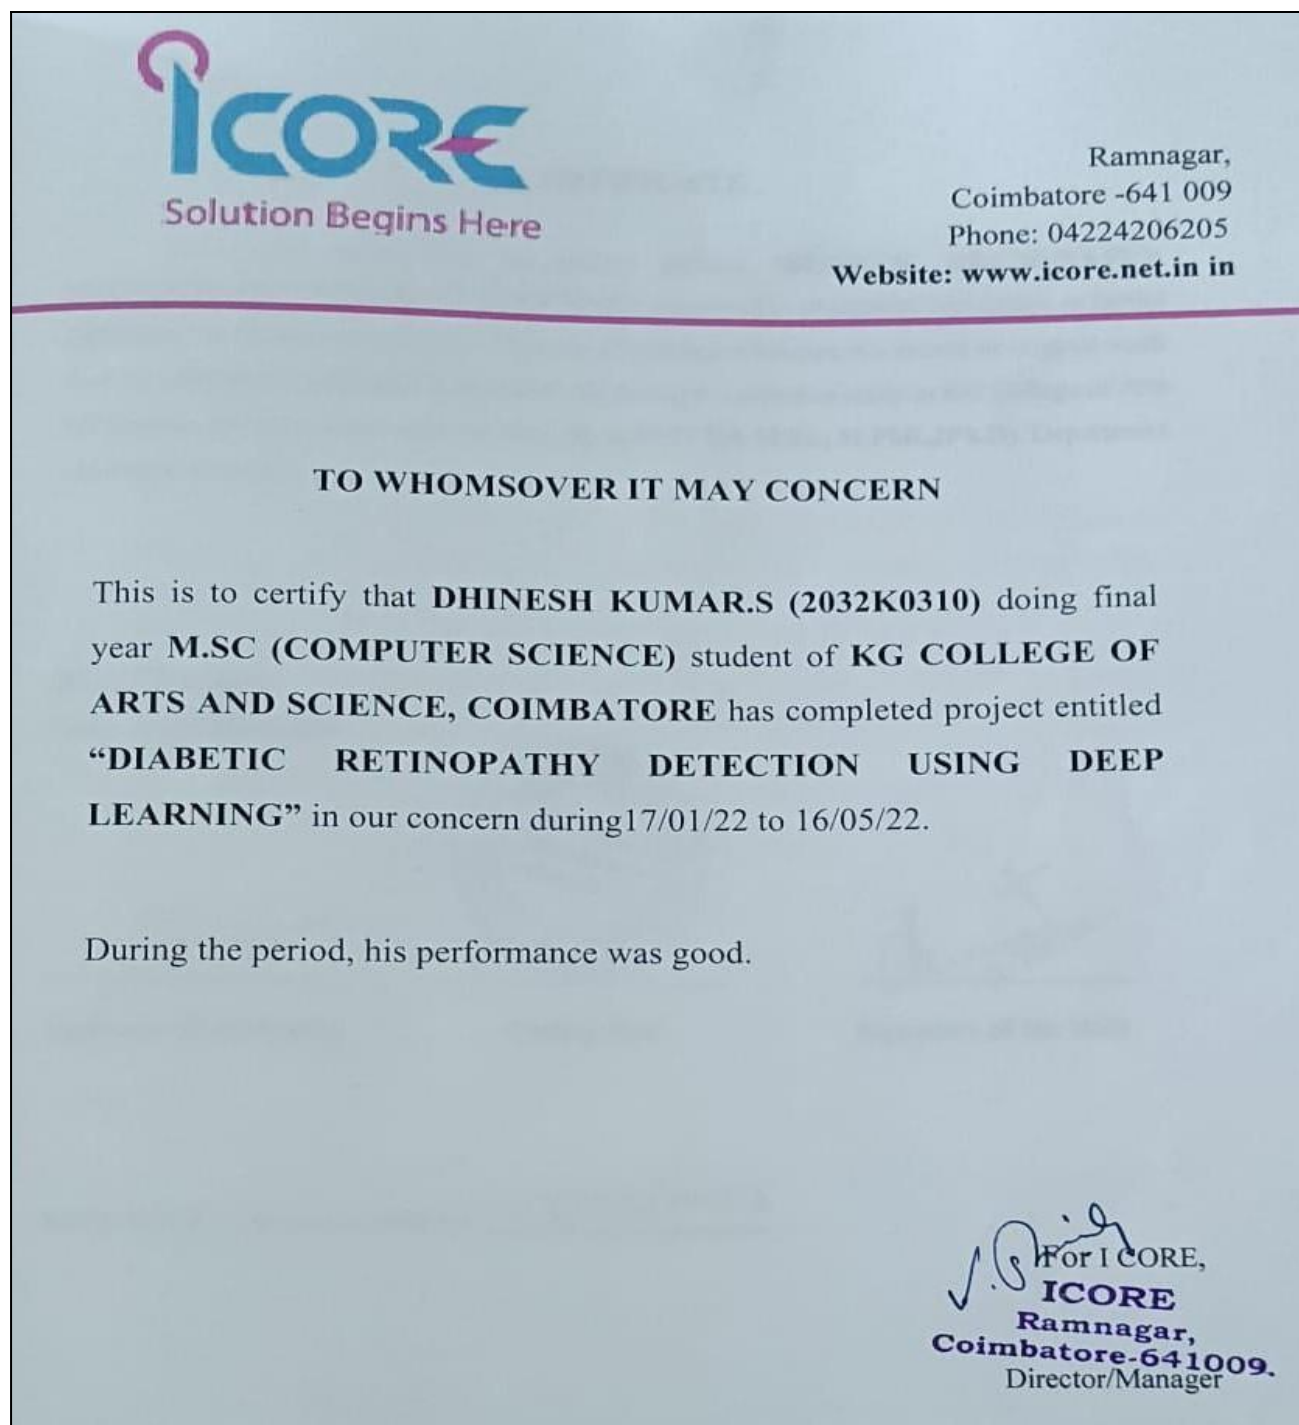 ICORE
Solution Begins Here
Ramnagar,
Coimbatore -641 009
Phone: 04224206205
Website: www.icore.net.in in
TO WHOMSOVER IT MAY CONCERN
This is to certify that DHINESH KUMAR.S (2032K0310) doing final
year M.SC (COMPUTER SCIENCE) student of KG COLLEGE OF
ARTS AND SCIENCE, COIMBATORE has completed project entitled
“DIABETIC RETINOPATHY DETECTION USING DEEP
LEARNING” in our concern during17/01/22 to 16/05/22.
During the period, his performance was good.
For I CORE,
ICORE
Ramnagar,
Coimbatore-641009.
Director/Manager